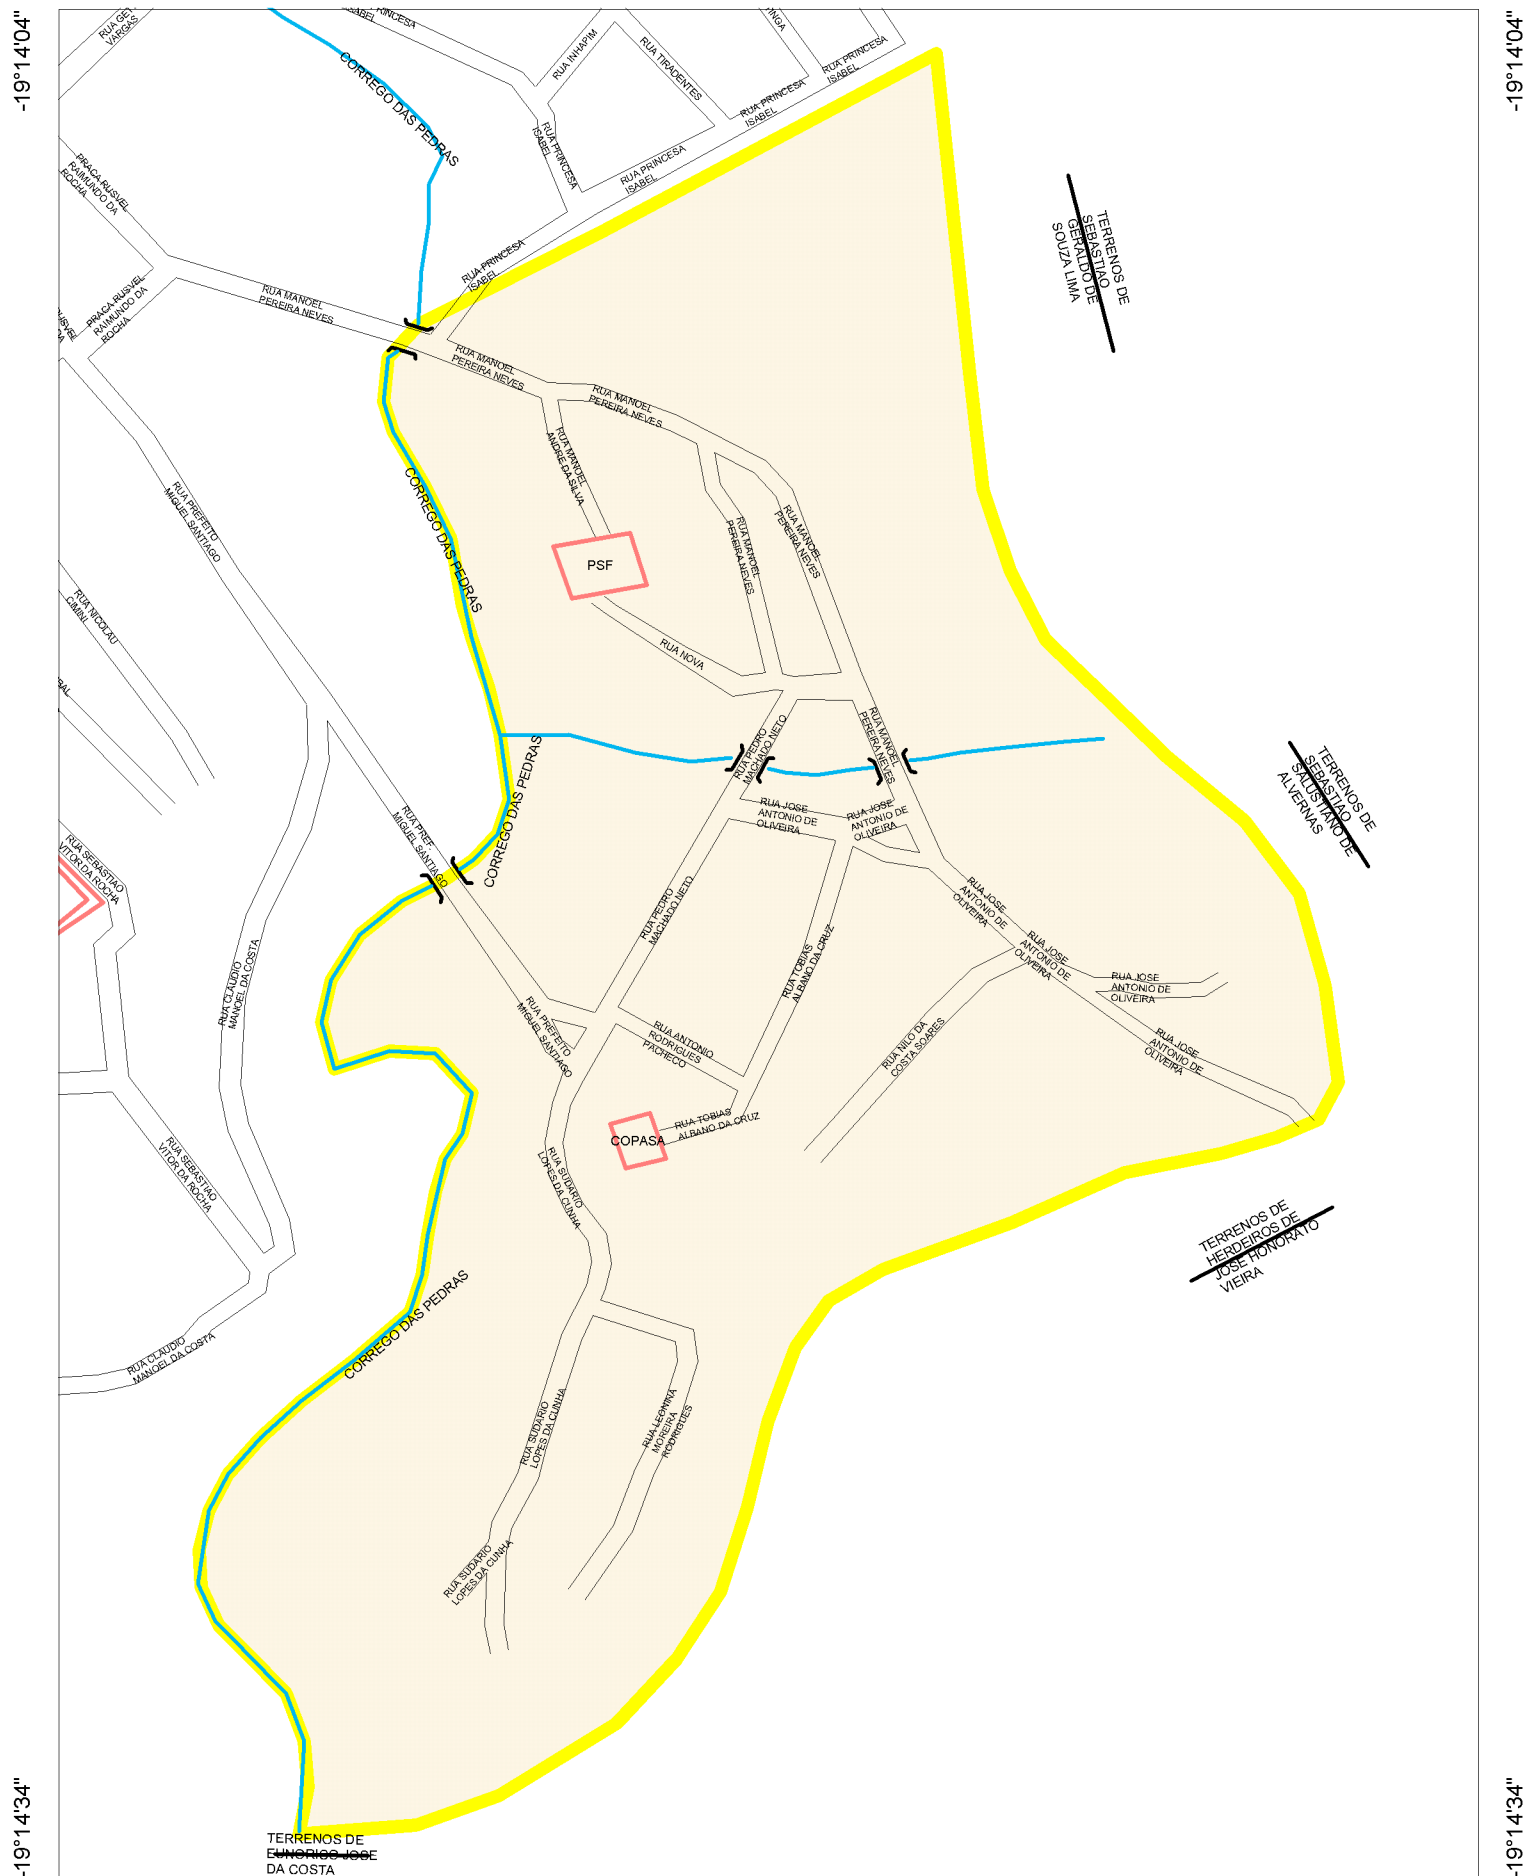 -19°14'04"
-19°14'04"
RUA GET
VARGAS
RINCESA
ABEL
CORREGO DAS PEDRAS
RUA INHAPIM
RUA TIRADENTES
INGA
RUA PRINCESA
ISABEL
RUA PRINCESA
ISABEL
RUA PRINCESA
ISABEL
RUA PRINCESA
ISABEL
RUA PRINCESA
ISABEL
PRACA RUSVEL
RAIMUNDO DA
ROCHA
PRACA RUSVEL
RAIMUNDO DA
ROCHA
RUSVEL
DA
RUA MANOEL
PEREIRA NEVES
RUA MANOEL
PEREIRA NEVES
RUA MANOEL
PEREIRA NEVES
TERRENOS DE
SEBASTIAO
GERALDO DE
SOUZA LIMA
RUA MANOEL
ANDRE DA SILVA
RUA PREFEITO
MIGUEL SANTIAGO
CORREGO DAS PEDRAS
RUA MANOEL
PEREIRA NEVES
RUA MANOEL
PEREIRA NEVES
PSF
RUA NICOLAU
CIMINI
RUA NOVA
BAL
RUA MANOEL
PEREIRA NEVES
RUA PEDRO
MACHADO NETO
CORREGO DAS PEDRAS
TERRENOS DE
SEBASTIAO
SALUSTIANO DE
ALVERNAS
RUA PREF.
MIGUEL SANTIAGO
RUA JOSE
ANTONIO DE
OLIVEIRA
RUA JOSE
ANTONIO DE
OLIVEIRA
RUA SEBASTIAO
VITOR DA ROCHA
RUA PEDRO
MACHADO NETO
RUA JOSE
ANTONIO DE
OLIVEIRA
RUA TOBIAS
ALBANO DA CRUZ
RUA JOSE
ANTONIO DE
OLIVEIRA
RUA JOSE
ANTONIO DE
OLIVEIRA
RUA CLAUDIO
MANOEL DA COSTA
RUA PREFEITO
MIGUEL SANTIAGO
RUA ANTONIO
RODRIGUES
PACHECO
RUA NILO DA
COSTA SOARES
RUA JOSE
ANTONIO DE
OLIVEIRA
RUA TOBIAS
ALBANO DA CRUZ
COPASA
RUA SEBASTIAO
VITOR DA ROCHA
RUA SUDARIO
LOPES DA CUNHA
TERRENOS DE
HERDEIROS DE
JOSE HONORATO
VIEIRA
CORREGO DAS PEDRAS
RUA CLAUDIO
MANOEL DA COSTA
RUA SUDARIO
LOPES DA CUNHA
RUA LEONINA
MOREIRA
RODRIGUES
RUA SUDARIO
LOPES DA CUNHA
-19°14'34"
-19°14'34"
TERRENOS DE
EUNORICO JOSE
DA COSTA